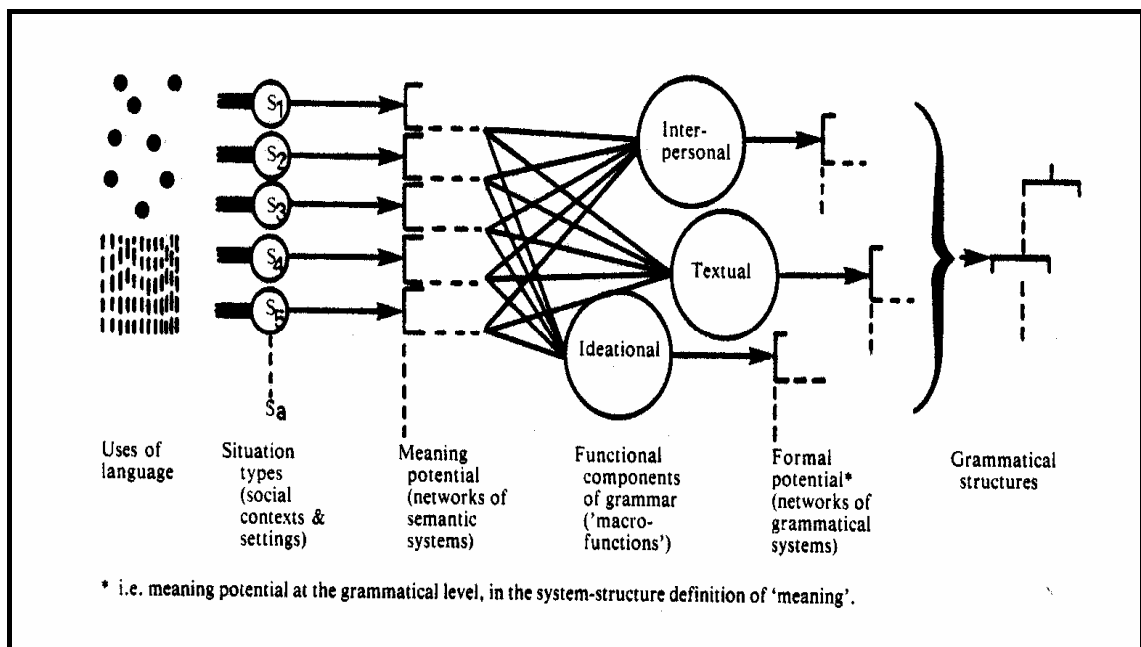 S1
S2
S3
S4
S5
Sa
Inter-
personal
Textual
Ideational
Uses of
language
Situation
types
(social
contexts &
settings)
Meaning
potential
(networks of
semantic
systems)
Functional
components
of grammar
('macro-
functions')
Formal
potential*
(networks of
grammatical
systems)
Grammatical
structures
* i.e. meaning potential at the grammatical level, in the system-structure definition of 'meaning'.